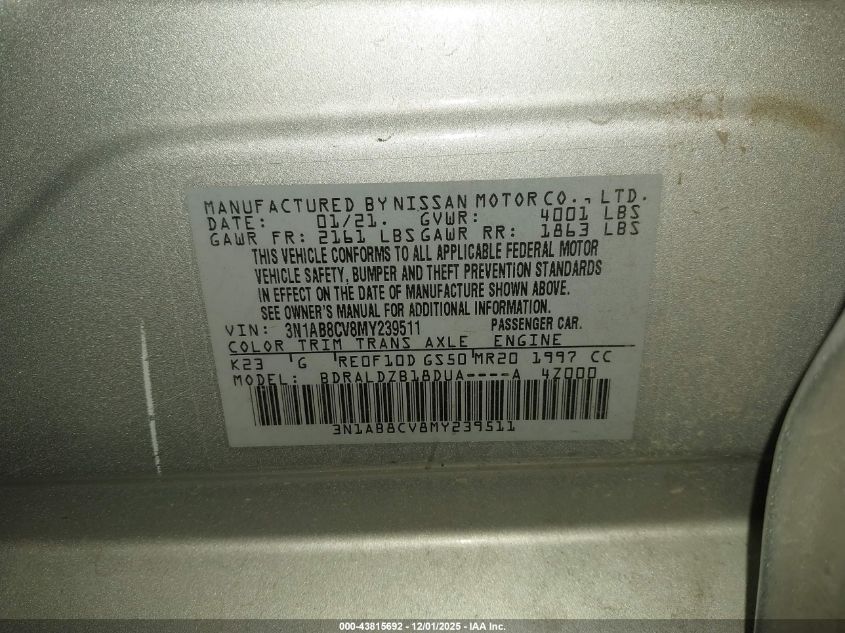 MANUFACTURED BY NISSAN MOTOR CO., LTD.
DATE: 01/21. GVWR: 4001 LBS
GAWR FR: 2161 LBS GAWR RR: 1863 LBS
THIS VEHICLE CONFORMS TO ALL APPLICABLE FEDERAL MOTOR
VEHICLE SAFETY, BUMPER AND THEFT PREVENTION STANDARDS
IN EFFECT ON THE DATE OF MANUFACTURE SHOWN ABOVE.
SEE OWNER'S MANUAL FOR ADDITIONAL INFORMATION.
VIN: 3N1AB8CV8MY239511 PASSENGER CAR.
COLOR TRIM TRANS AXLE ENGINE
K23 G RE0F10D GS50 MR20 1997 CC
MODEL: BDRALDZB18DUA----A 4Z000
3N1AB8CV8MY239511
000-43815692 - 12/01/2025 - IAA Inc.